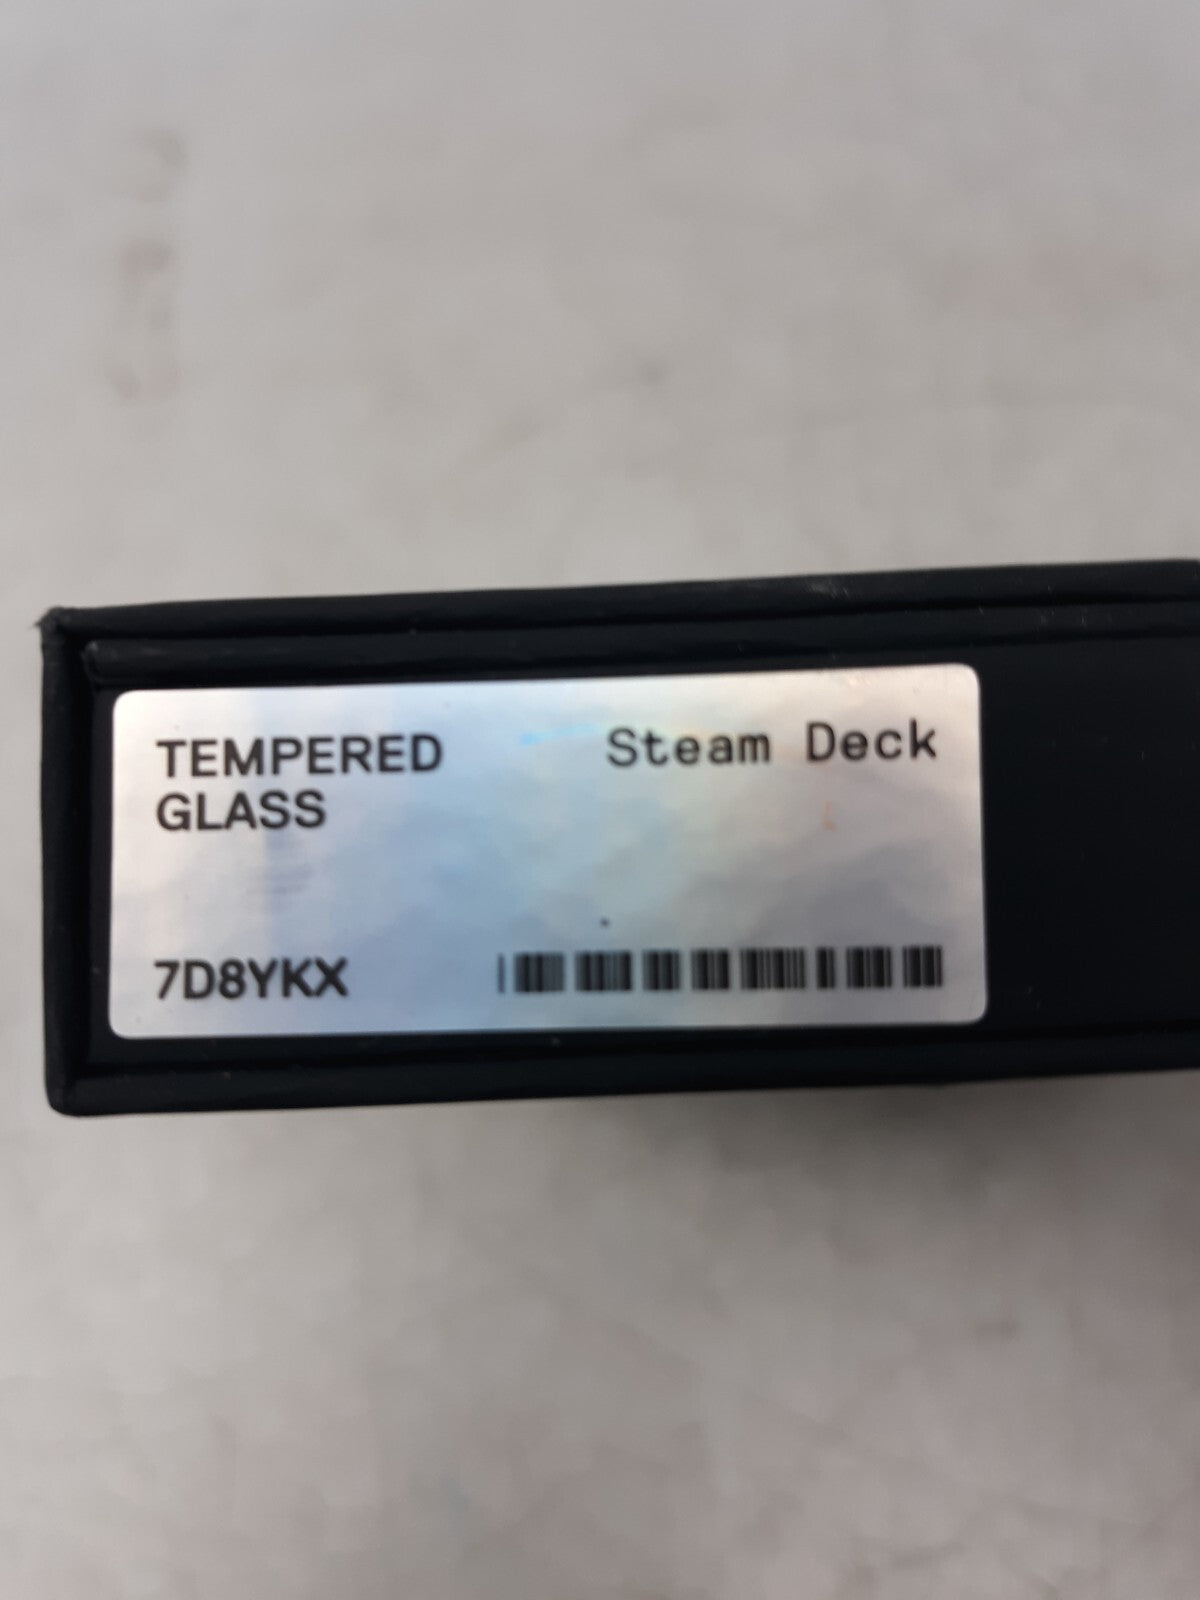 TEMPERED
GLASS
Steam Deck
7D8YKX